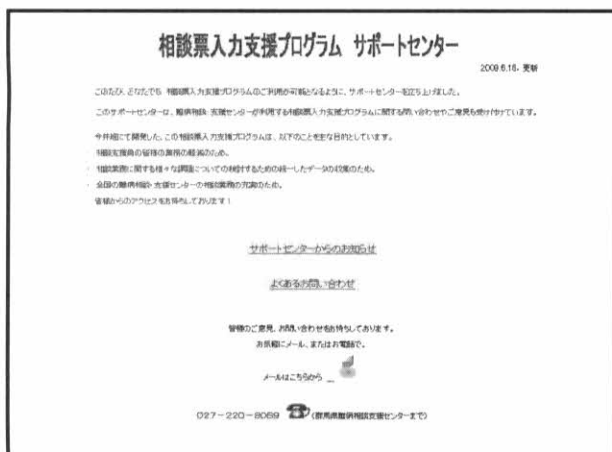 相談票入力支援プログラム サポートセンター
2009.6.18. 更新
このたび、どなたでも 相談票入力支援プログラムのご利用が可能となるように、サポートセンターを立ち上げました。
このサポートセンターは、難病相談・支援センターが利用する相談票入力支援プログラムに関する問い合わせやご意見も受け付けています。
今井班にて開発した、この相談票入力支援プログラムは、以下のことを主な目的としています。
相談支援員の皆様の業務の軽減のため。
・ 相談業務に関する様々な調査についての検討するための統一したデータの収集のため。
・ 全国の難病相談・支援センターの相談業務の充実のため。
皆様からのアクセスをお待ちしております！
サポートセンターからのお知らせ
よくあるお問い合わせ
皆様のご意見、お問い合わせをお待ちしております。
お気軽にメール、またはお電話で。
メールはこちらから
027－220－8069 (群馬県難病相談支援センターまで)